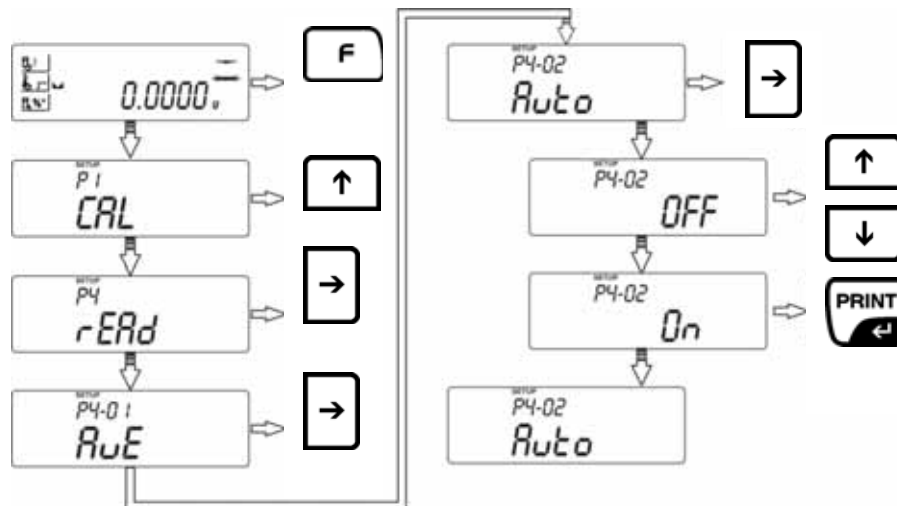 F
0.0000
SETUP
P1
CAL
↑
SETUP
P4
rEAd
→
SETUP
P4-01
AuE
→
SETUP
P4-02
Auto
→
SETUP
P4-02
OFF
↑
↓
SETUP
P4-02
On
PRINT
SETUP
P4-02
Auto